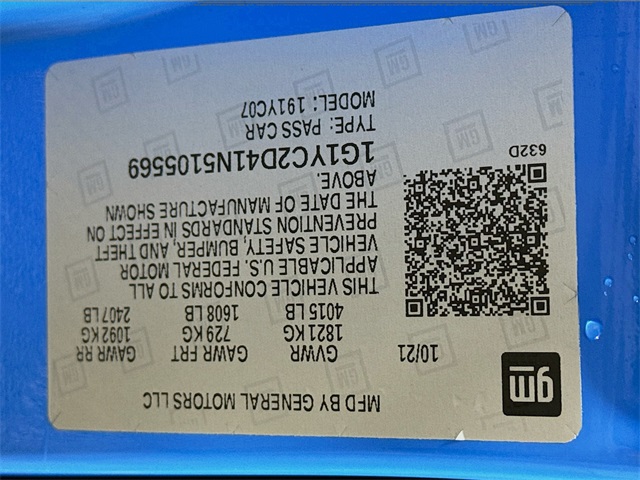 gm
MFD BY GENERAL MOTORS LLC
10/21 GVWR GAWR FRT GAWR RR
1821 KG 729 KG 1092 KG
4015 LB 1608 LB 2407 LB
THIS VEHICLE CONFORMS TO ALL
APPLICABLE U.S. FEDERAL MOTOR
VEHICLE SAFETY, BUMPER, AND THEFT
PREVENTION STANDARDS IN EFFECT ON
THE DATE OF MANUFACTURE SHOWN
ABOVE.
632D
1G1YC2D41N5105569
TYPE: PASS CAR
MODEL: 191YC07